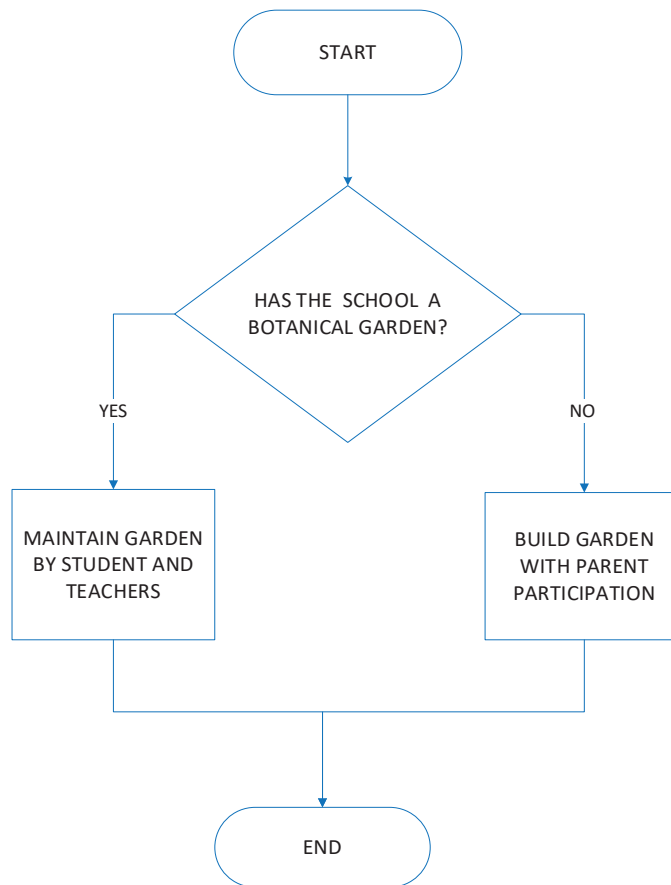 START
HAS THE SCHOOL A
BOTANICAL GARDEN?
YES
NO
MAINTAIN GARDEN
BY STUDENT AND
TEACHERS
BUILD GARDEN
WITH PARENT
PARTICIPATION
END